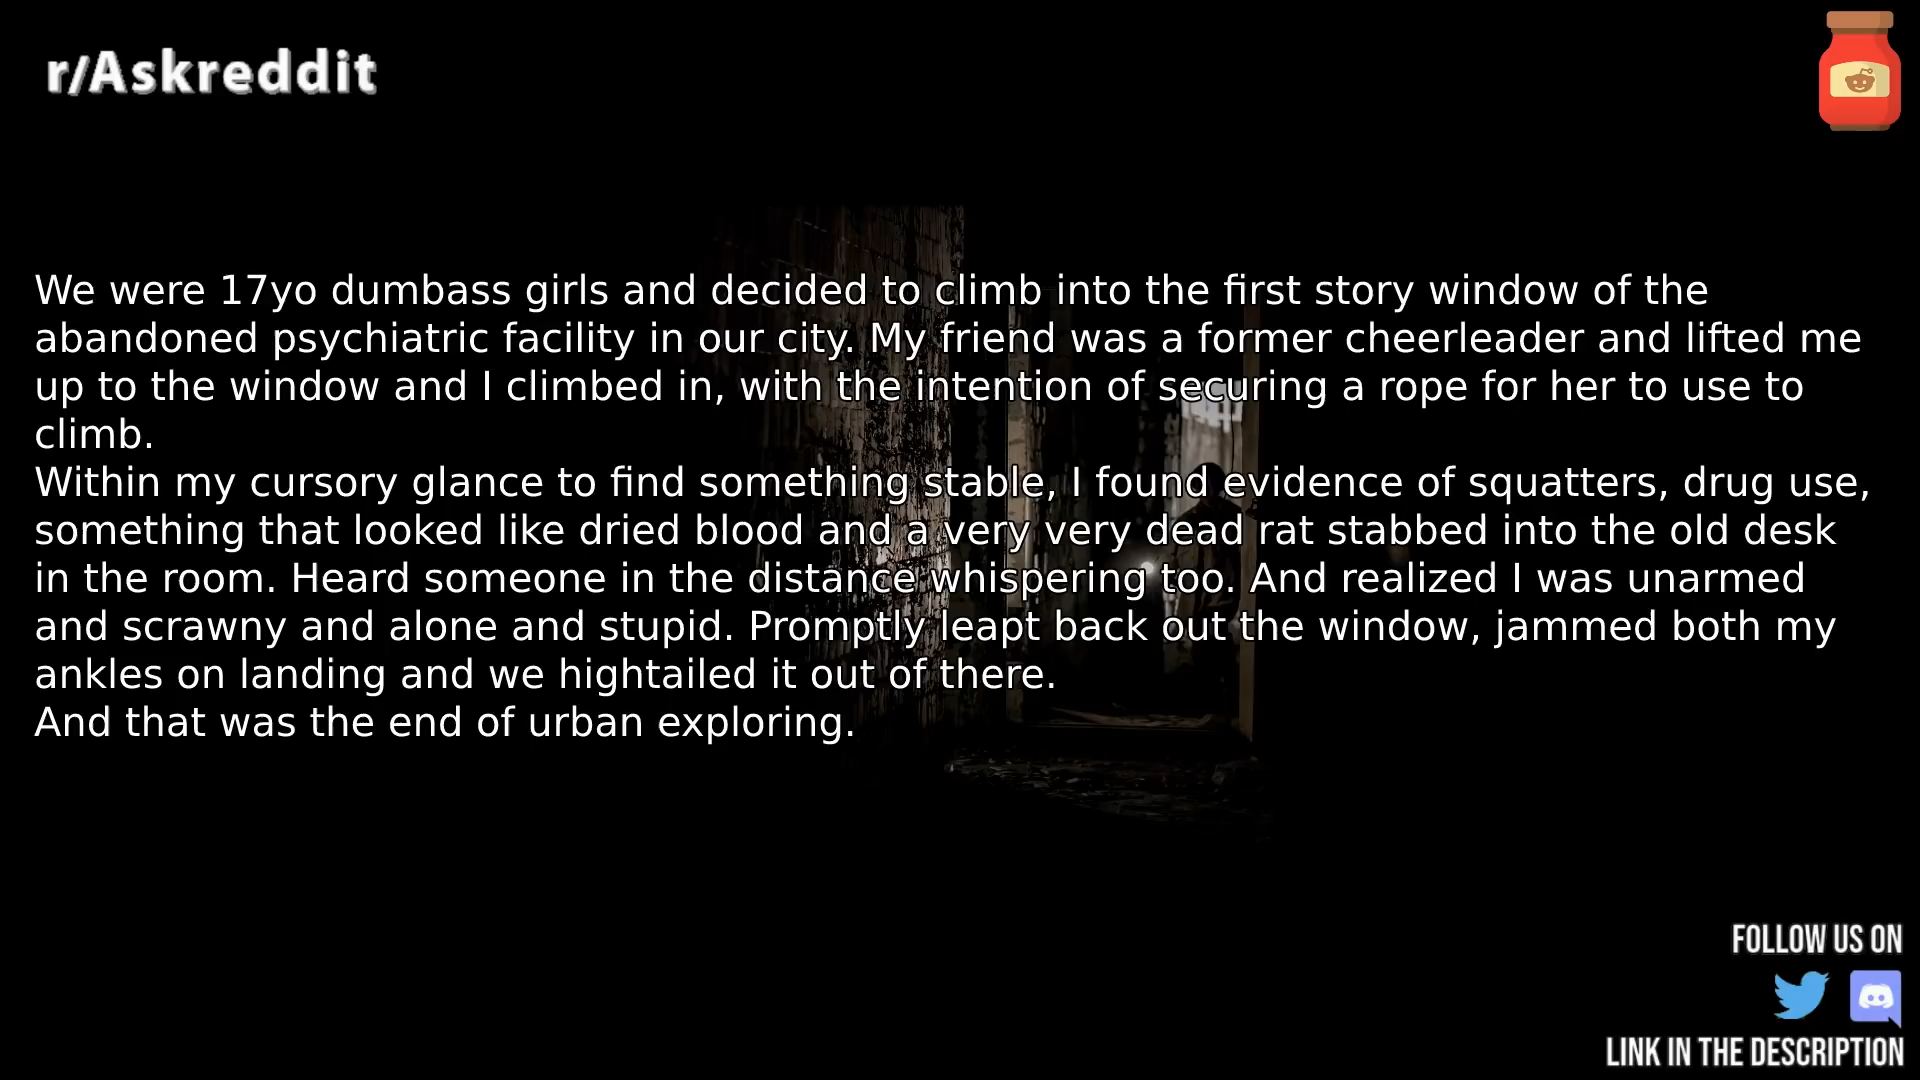 r/Askreddit
We were 17yo dumbass girls and decided to climb into the first story window of the
abandoned psychiatric facility in our city. My friend was a former cheerleader and lifted me
up to the window and I climbed in, with the intention of securing a rope for her to use to
climb.
Within my cursory glance to find something stable, I found evidence of squatters, drug use,
something that looked like dried blood and a very very dead rat stabbed into the old desk
in the room. Heard someone in the distance whispering too. And realized I was unarmed
and scrawny and alone and stupid. Promptly leapt back out the window, jammed both my
ankles on landing and we hightailed it out of there.
And that was the end of urban exploring.
FOLLOW US ON
LINK IN THE DESCRIPTION